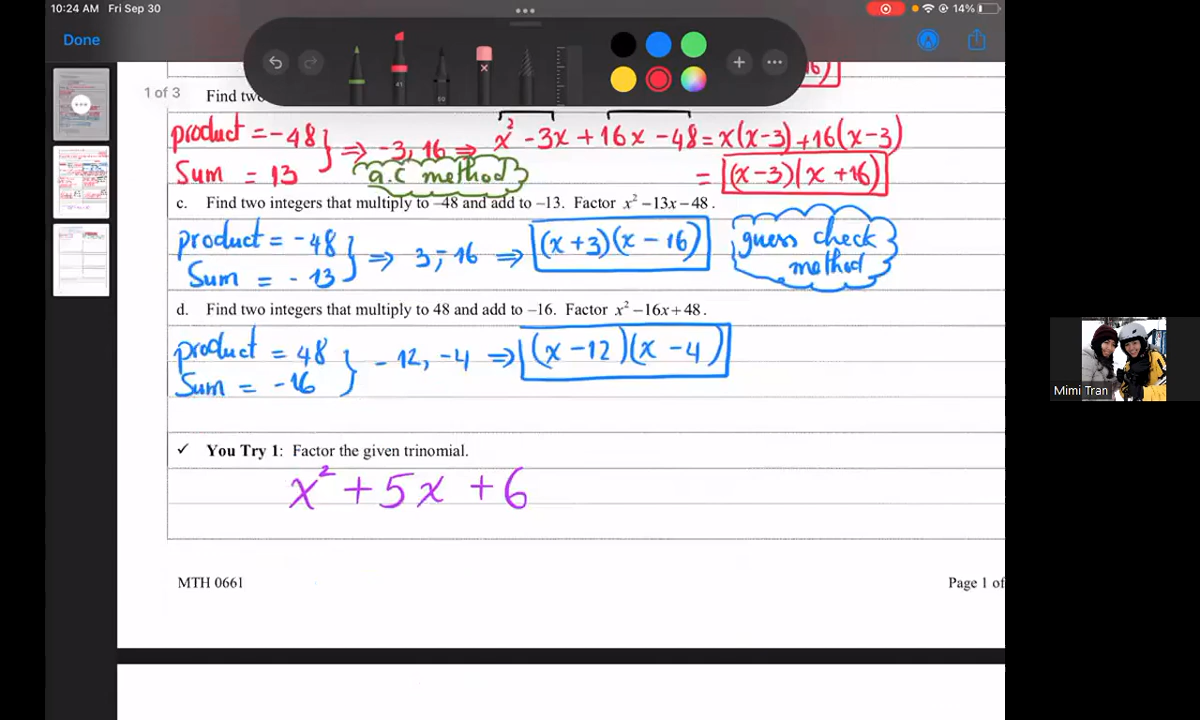 10:24 AM Fri Sep 30
14%
Done
1 of 3
Find two
16)
product = -48
Sum = 13
⇒ -3, 16 ⇒ x² - 3x + 16x - 48 = x(x-3) + 16(x-3)
= (x-3)(x+16)
a.c method
c. Find two integers that multiply to –48 and add to –13. Factor x² –13x – 48 .
product = -48
Sum = - 13
⇒ 3, -16 ⇒ (x+3)(x - 16)
guess check
method
d. Find two integers that multiply to 48 and add to –16. Factor x² –16x + 48 .
product = 48
Sum = -16
- 12, -4 ⇒ (x -12)(x -4)
✓ You Try 1: Factor the given trinomial.
x² + 5x + 6
MTH 0661
Page 1 of
Mimi Tran